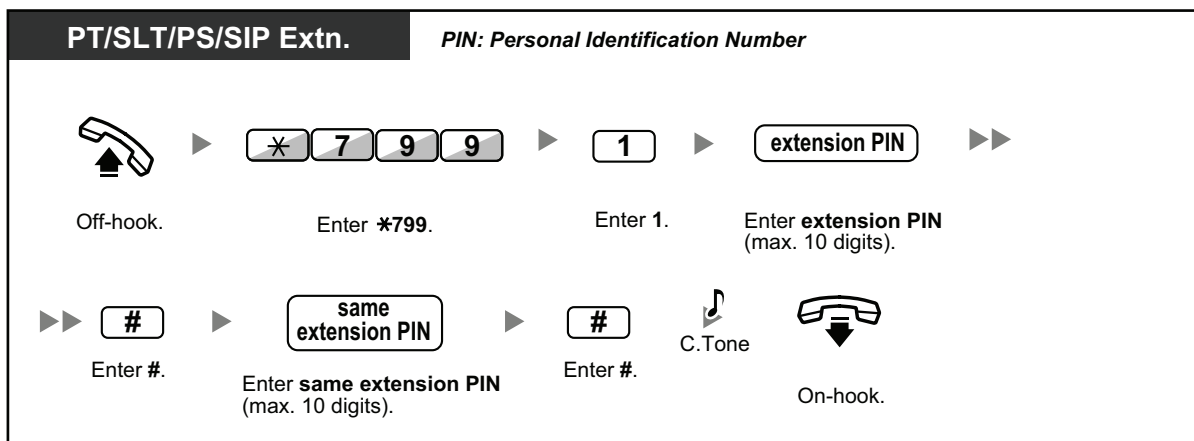 PT/SLT/PS/SIP Extn.
PIN: Personal Identification Number
* 7 9 9
1
extension PIN
Off-hook.
Enter *799.
Enter 1.
Enter extension PIN
(max. 10 digits).
#
same
extension PIN
#
C.Tone
Enter #.
Enter same extension PIN
(max. 10 digits).
Enter #.
On-hook.